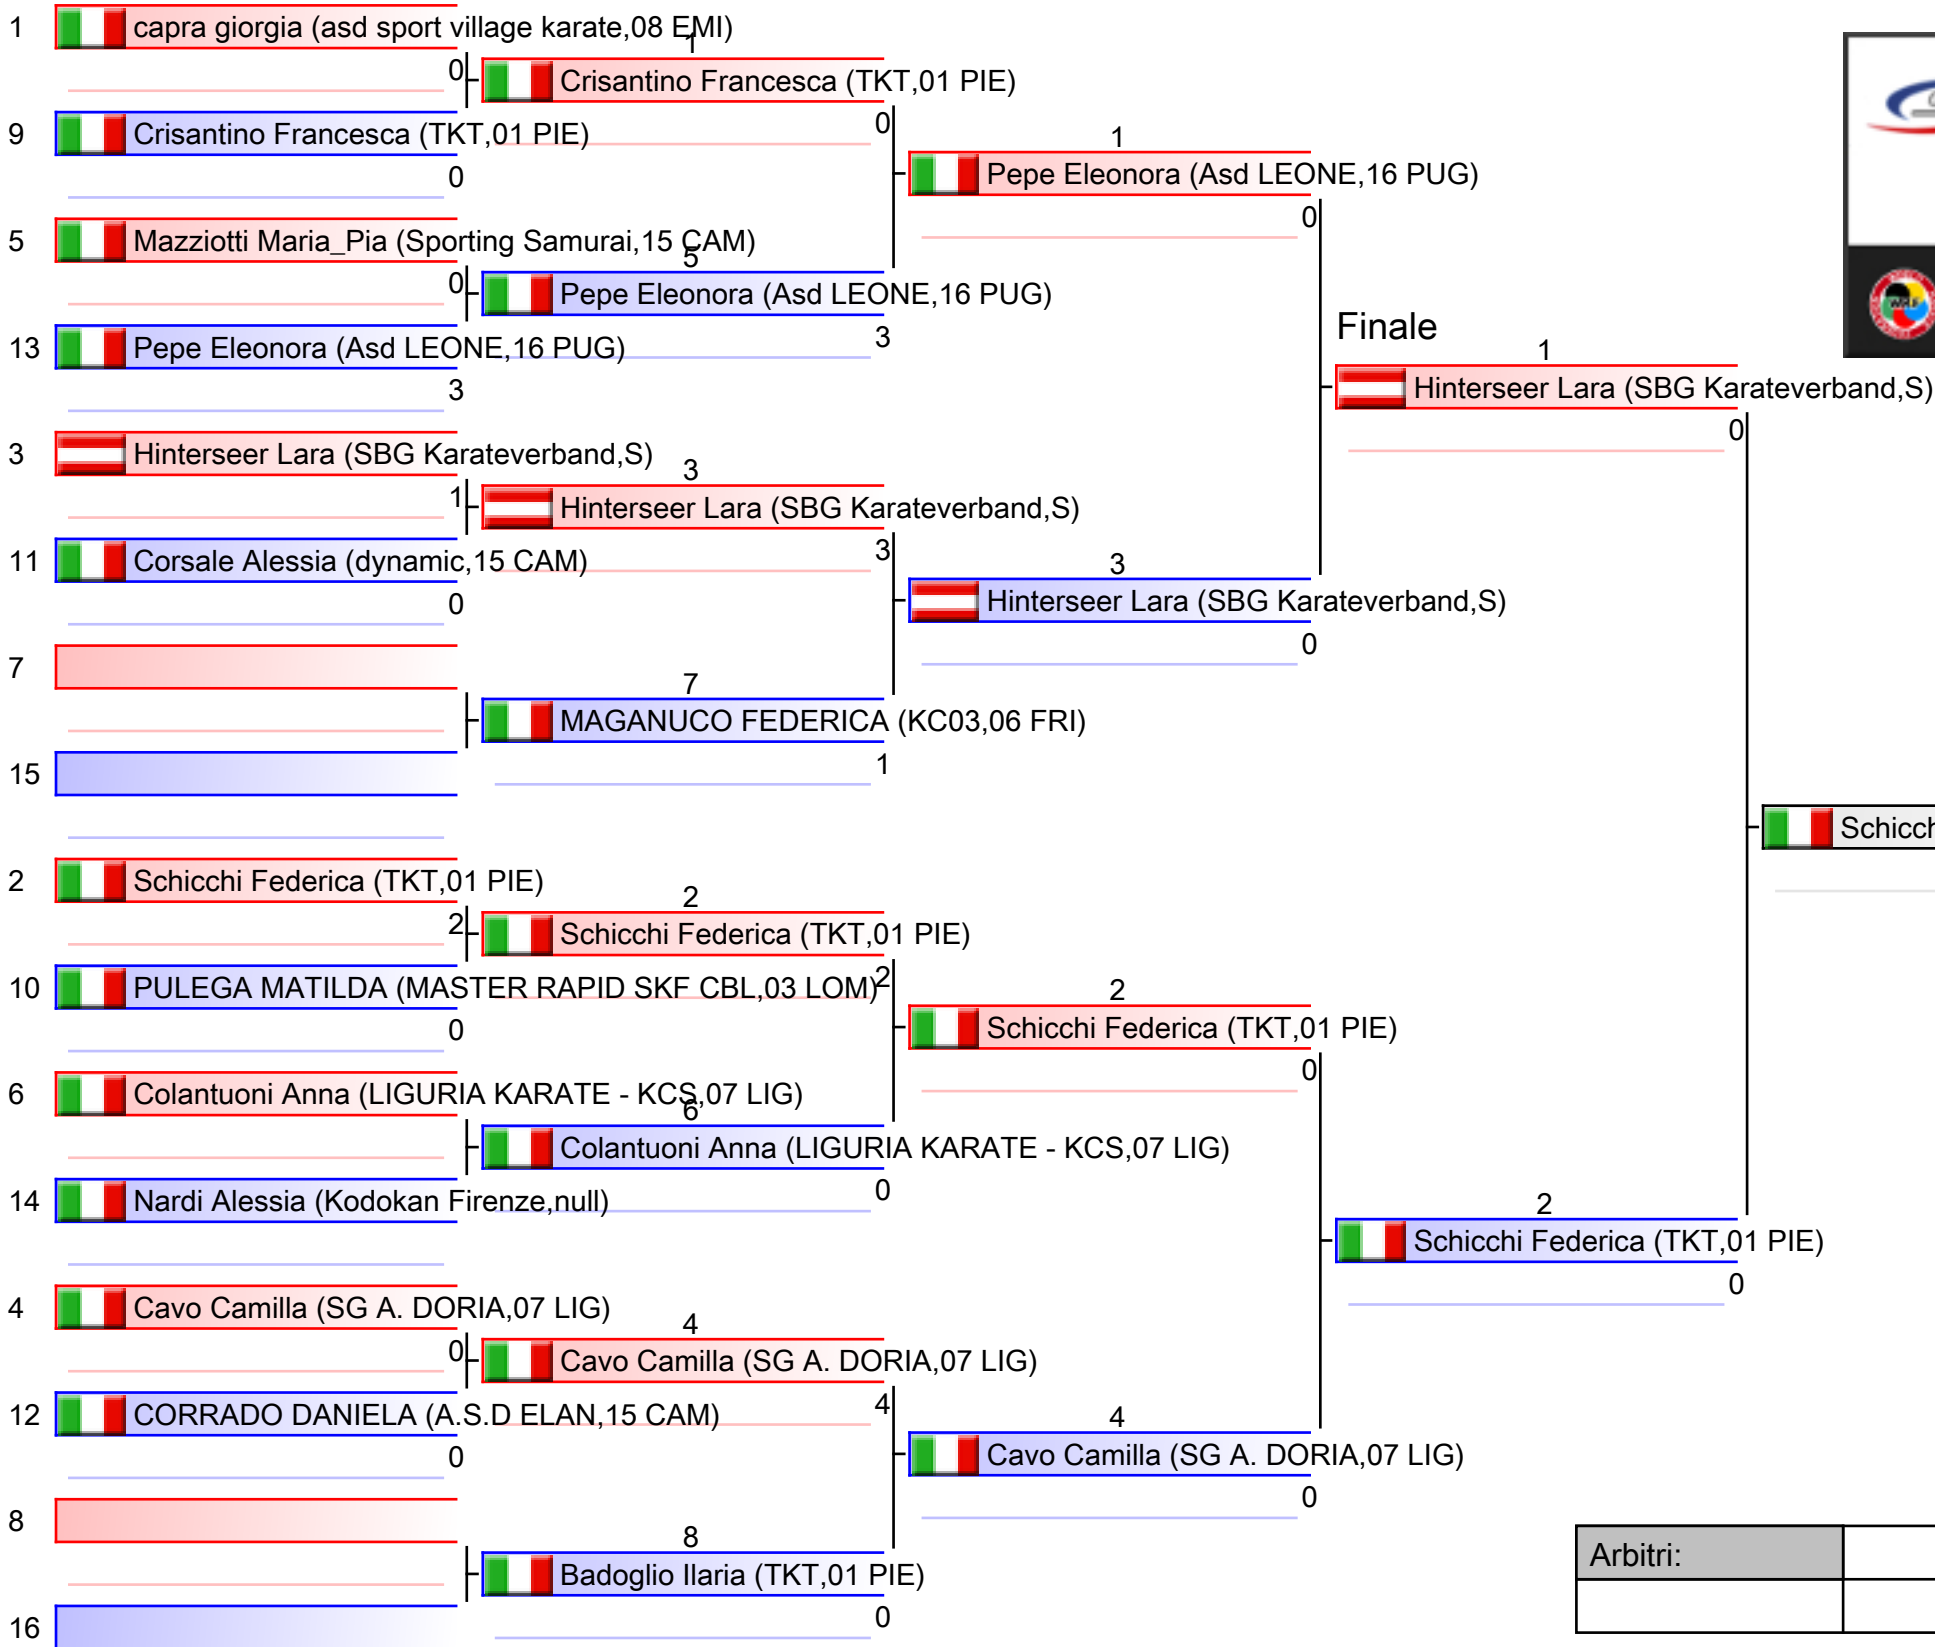 1 capra giorgia (asd sport village karate,08 EMI)
0
9 Crisantino Francesca (TKT,01 PIE)
0
5 Mazziotti Maria_Pia (Sporting Samurai,15 CAM)
0
13 Pepe Eleonora (Asd LEONE,16 PUG)
3
3 Hinterseer Lara (SBG Karateverband,S)
1
11 Corsale Alessia (dynamic,15 CAM)
0
7
15
2 Schicchi Federica (TKT,01 PIE)
2
10 PULEGA MATILDA (MASTER RAPID SKF CBL,03 LOM)
0
6 Colantuoni Anna (LIGURIA KARATE - KCS,07 LIG)
14 Nardi Alessia (Kodokan Firenze,null)
4 Cavo Camilla (SG A. DORIA,07 LIG)
0
12 CORRADO DANIELA (A.S.D ELAN,15 CAM)
0
8
16
1
Crisantino Francesca (TKT,01 PIE)
0
5
Pepe Eleonora (Asd LEONE,16 PUG)
3
3
Hinterseer Lara (SBG Karateverband,S)
3
7
MAGANUCO FEDERICA (KC03,06 FRI)
1
2
Schicchi Federica (TKT,01 PIE)
2
6
Colantuoni Anna (LIGURIA KARATE - KCS,07 LIG)
0
4
Cavo Camilla (SG A. DORIA,07 LIG)
4
8
Badoglio Ilaria (TKT,01 PIE)
0
1
Pepe Eleonora (Asd LEONE,16 PUG)
0
3
Hinterseer Lara (SBG Karateverband,S)
0
2
Schicchi Federica (TKT,01 PIE)
0
4
Cavo Camilla (SG A. DORIA,07 LIG)
0
Finale
1
Hinterseer Lara (SBG Karateverband,S)
0
2
Schicchi Federica (TKT,01 PIE)
0
Schicch
Arbitri: